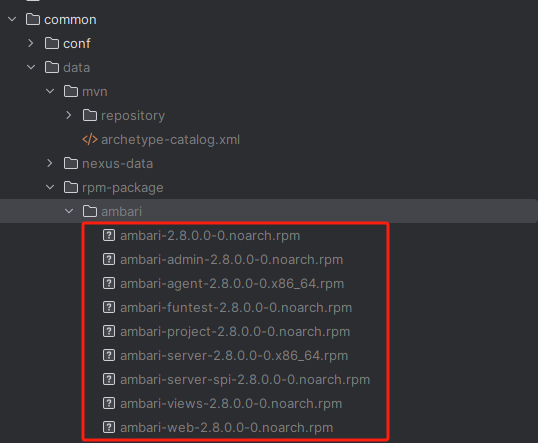 common
conf
data
mvn
repository
archetype-catalog.xml
nexus-data
rpm-package
ambari
ambari-2.8.0.0-0.noarch.rpm
ambari-admin-2.8.0.0-0.noarch.rpm
ambari-agent-2.8.0.0-0.x86_64.rpm
ambari-funtest-2.8.0.0-0.noarch.rpm
ambari-project-2.8.0.0-0.noarch.rpm
ambari-server-2.8.0.0-0.x86_64.rpm
ambari-server-spi-2.8.0.0-0.noarch.rpm
ambari-views-2.8.0.0-0.noarch.rpm
ambari-web-2.8.0.0-0.noarch.rpm